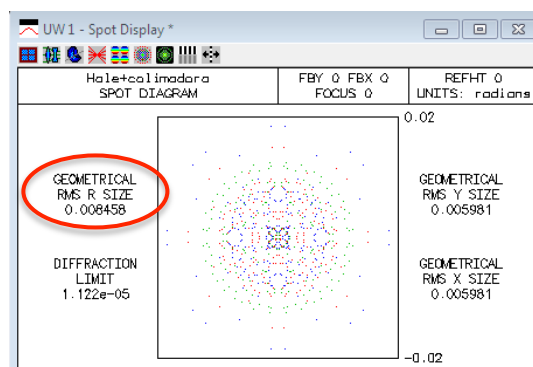 UW 1 - Spot Display *
Hale+colimadora
SPOT DIAGRAM
FBY 0 FBX 0
FOCUS 0
REFHT 0
UNITS: radians
0.02
GEOMETRICAL
RMS R SIZE
0.008458
GEOMETRICAL
RMS Y SIZE
0.005981
DIFFRACTION
LIMIT
1.122e-05
GEOMETRICAL
RMS X SIZE
0.005981
-0.02